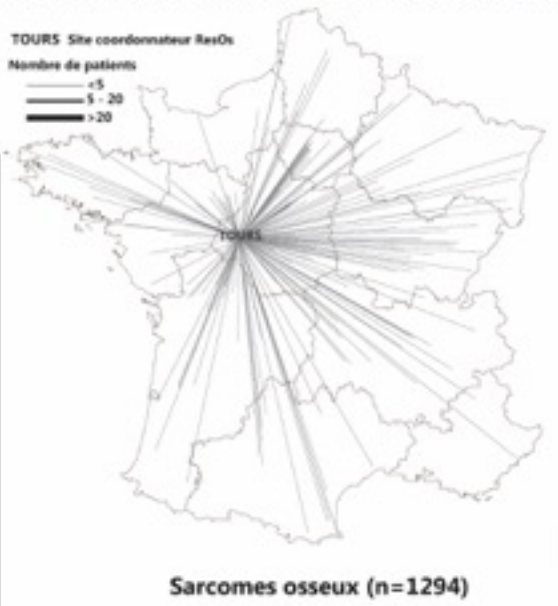 TOURS Site coordonnateur ResOs
Nombre de patients
<5
5 - 20
>20
TOURS
Sarcomes osseux (n=1294)